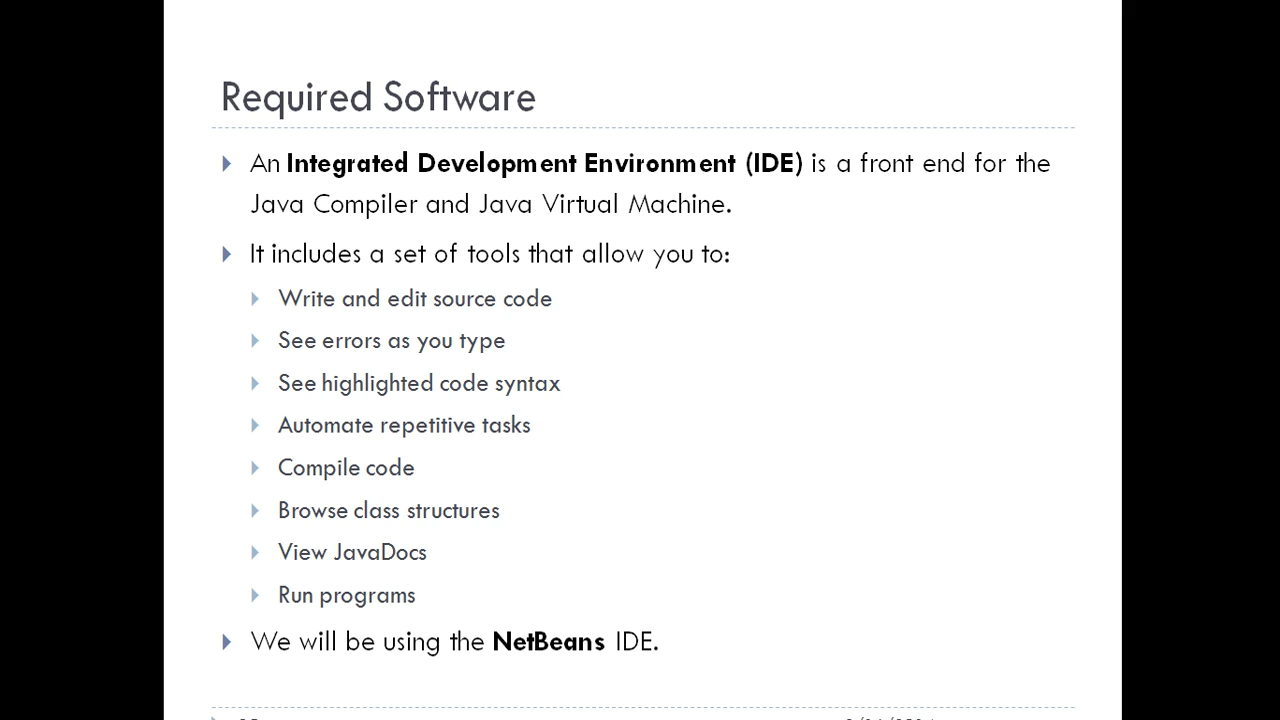 Required Software
An Integrated Development Environment (IDE) is a front end for the
Java Compiler and Java Virtual Machine.
It includes a set of tools that allow you to:
Write and edit source code
See errors as you type
See highlighted code syntax
Automate repetitive tasks
Compile code
Browse class structures
View JavaDocs
Run programs
We will be using the NetBeans IDE.